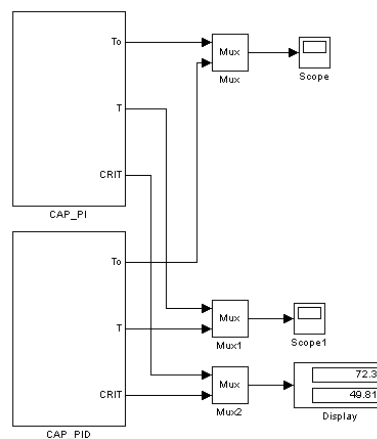 To
Mux
Mux
Scope
T
CRIT
CAP_PI
To
T
Mux
Mux1
Scope1
CRIT
Mux
Mux2
72.3
49.81
Display
CAP_PID